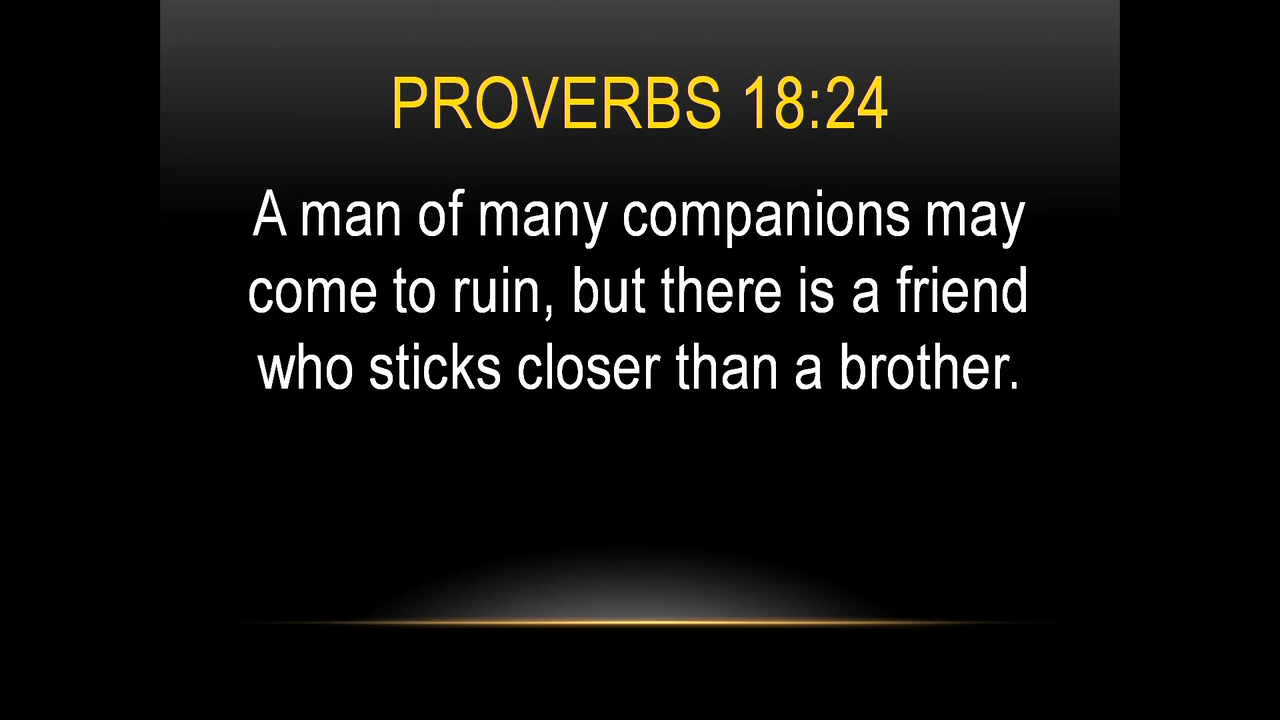 PROVERBS 18:24
A man of many companions may
come to ruin, but there is a friend
who sticks closer than a brother.